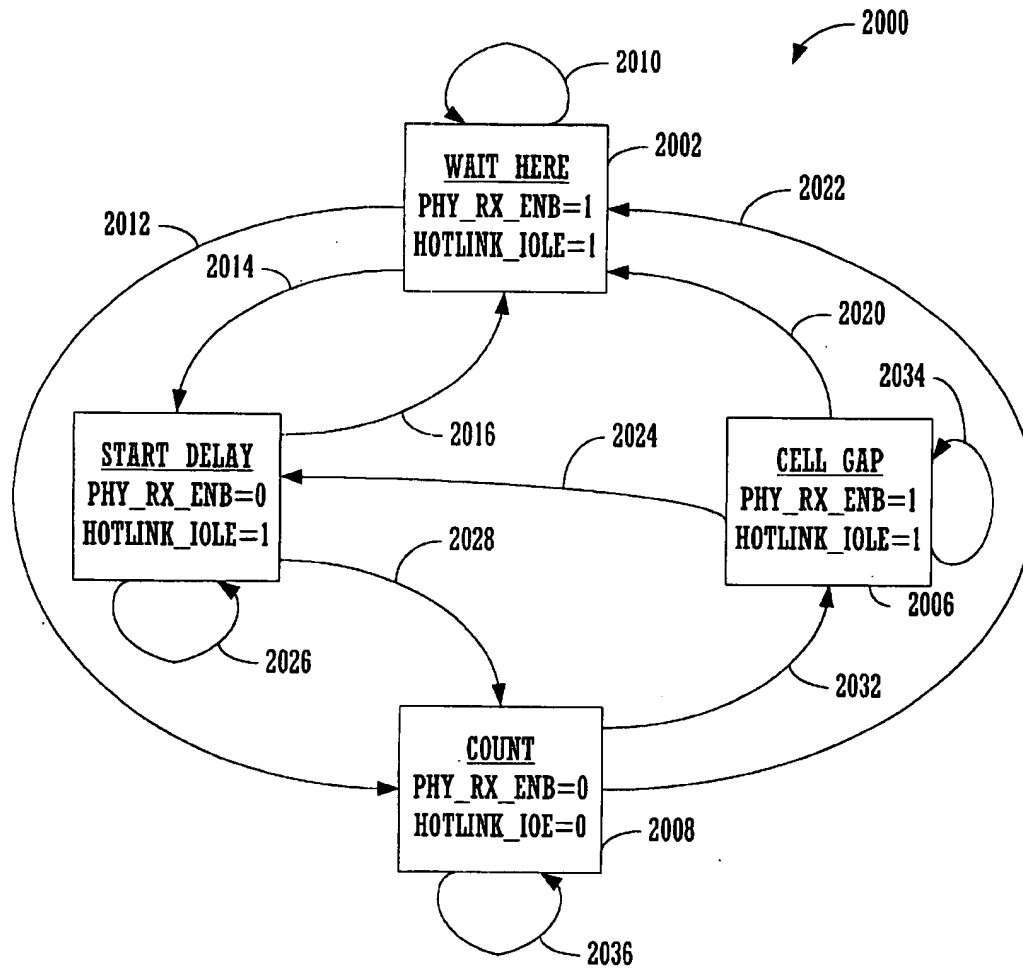 2000
2010
WAIT HERE
PHY_RX_ENB=1
HOTLINK_IOLE=1
2002
2022
2012
2014
2020
2034
2016
2024
START DELAY
PHY_RX_ENB=0
HOTLINK_IOLE=1
CELL GAP
PHY_RX_ENB=1
HOTLINK_IOLE=1
2028
2006
2026
2032
COUNT
PHY_RX_ENB=0
HOTLINK_IOE=0
2008
2036